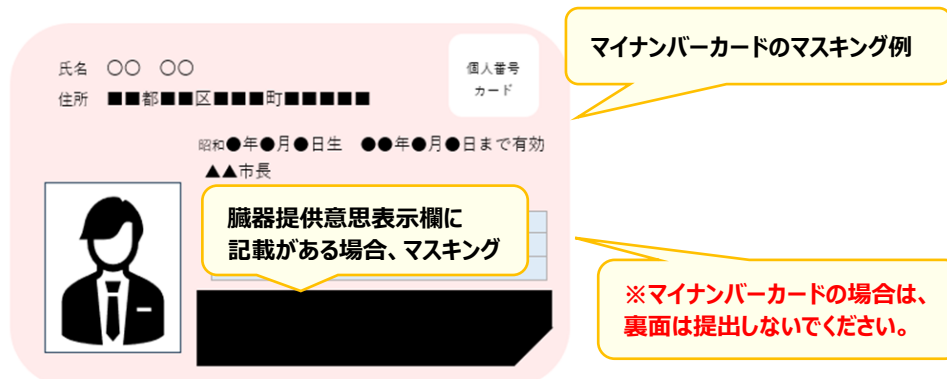 マイナンバーカードのマスキング例
氏名 〇〇 〇〇
個人番号
カード
住所 ■■都■■区■■■町■■■■■
昭和●年●月●日生 ●●年●月●日まで有効
▲▲市長
臓器提供意思表示欄に
記載がある場合、マスキング
※マイナンバーカードの場合は、
裏面は提出しないでください。